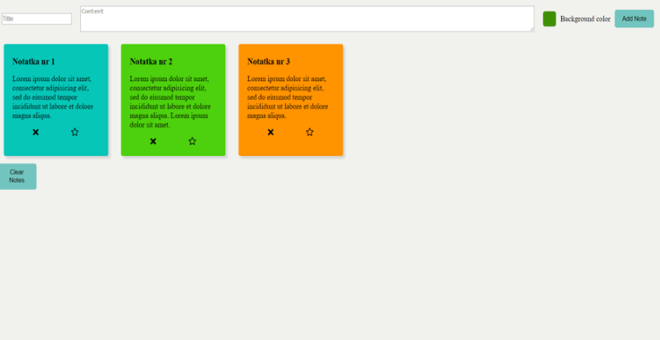 Title
Content
Background color
Add Note
Notatka nr 1
Lorem ipsum dolor sit amet,
consectetur adipisicing elit,
sed do eiusmod tempor
incididunt ut labore et dolore
magna aliqua.
Notatka nr 2
Lorem ipsum dolor sit amet,
consectetur adipisicing elit,
sed do eiusmod tempor
incididunt ut labore et dolore
magna aliqua. Lorem ipsum
dolor sit amet.
Notatka nr 3
Lorem ipsum dolor sit amet,
consectetur adipisicing elit,
sed do eiusmod tempor
incididunt ut labore et dolore
magna aliqua.
Clear
Notes